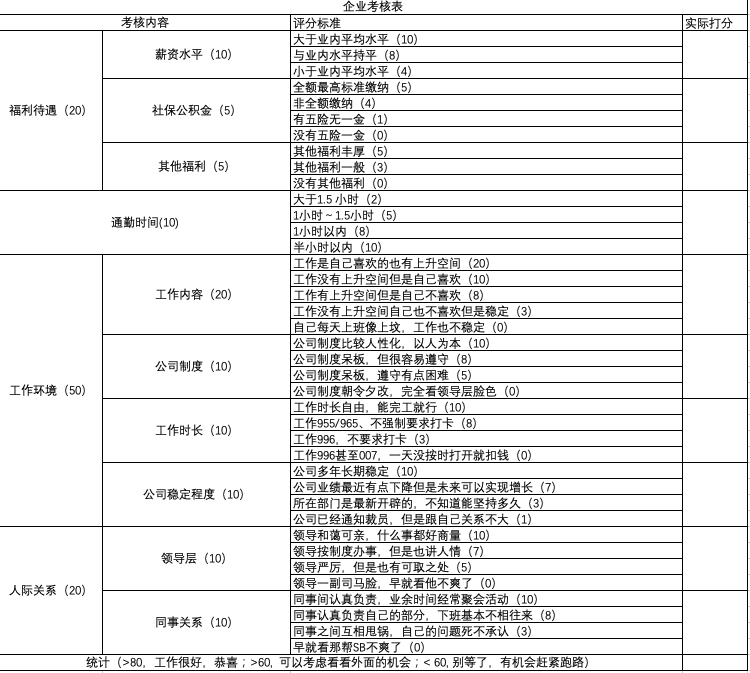 企业考核表
考核内容 评分标准 实际打分
福利待遇（20）
薪资水平（10）
大于业内平均水平（10）
与业内水平持平（8）
小于业内平均水平（4）
社保公积金（5）
全额最高标准缴纳（5）
非全额缴纳（4）
有五险无一金（1）
没有五险一金（0）
其他福利（5）
其他福利丰厚（5）
其他福利一般（3）
没有其他福利（0）
通勤时间(10)
大于1.5 小时（2）
1小时～1.5小时（5）
1小时以内（8）
半小时以内（10）
工作环境（50）
工作内容（20）
工作是自己喜欢的也有上升空间（20）
工作没有上升空间但是自己喜欢（10）
工作有上升空间但是自己不喜欢（8）
工作没有上升空间自己也不喜欢但是稳定（3）
自己每天上班像上坟，工作也不稳定（0）
公司制度（10）
公司制度比较人性化，以人为本（10）
公司制度呆板，但很容易遵守（8）
公司制度呆板，遵守有点困难（5）
公司制度朝令夕改，完全看领导层脸色（0）
工作时长（10）
工作时长自由，能完工就行（10）
工作955/965、不强制要求打卡（8）
工作996，不要求打卡（3）
工作996甚至007，一天没按时打开就扣钱（0）
公司稳定程度（10）
公司多年长期稳定（10）
公司业绩最近有点下降但是未来可以实现增长（7）
所在部门是最新开辟的，不知道能坚持多久（3）
公司已经通知裁员，但是跟自己关系不大（1）
人际关系（20）
领导层（10）
领导和蔼可亲，什么事都好商量（10）
领导按制度办事，但是也讲人情（7）
领导严厉，但是也有可取之处（5）
领导一副司马脸，早就看他不爽了（0）
同事关系（10）
同事间认真负责，业余时间经常聚会活动（10）
同事认真负责自己的部分，下班基本不相往来（8）
同事之间互相甩锅，自己的问题死不承认（3）
早就看那帮SB不爽了（0）
统计（>80，工作很好，恭喜；>60, 可以考虑看看外面的机会；< 60, 别等了，有机会赶紧跑路）